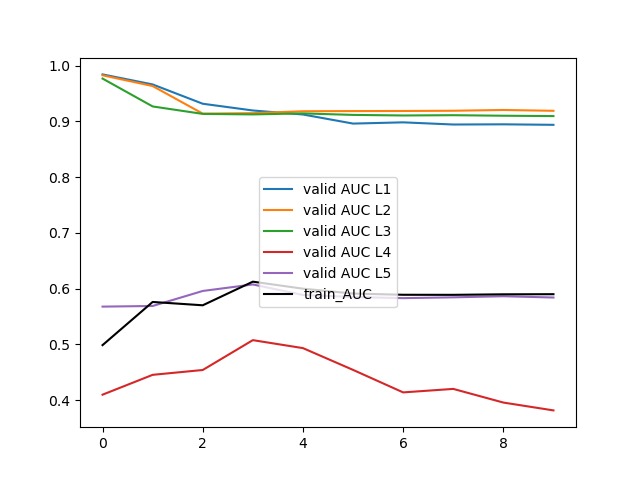 1.0
0.9
0.8
0.7
0.6
0.5
0.4
valid AUC L1
valid AUC L2
valid AUC L3
valid AUC L4
valid AUC L5
train_AUC
0 2 4 6 8